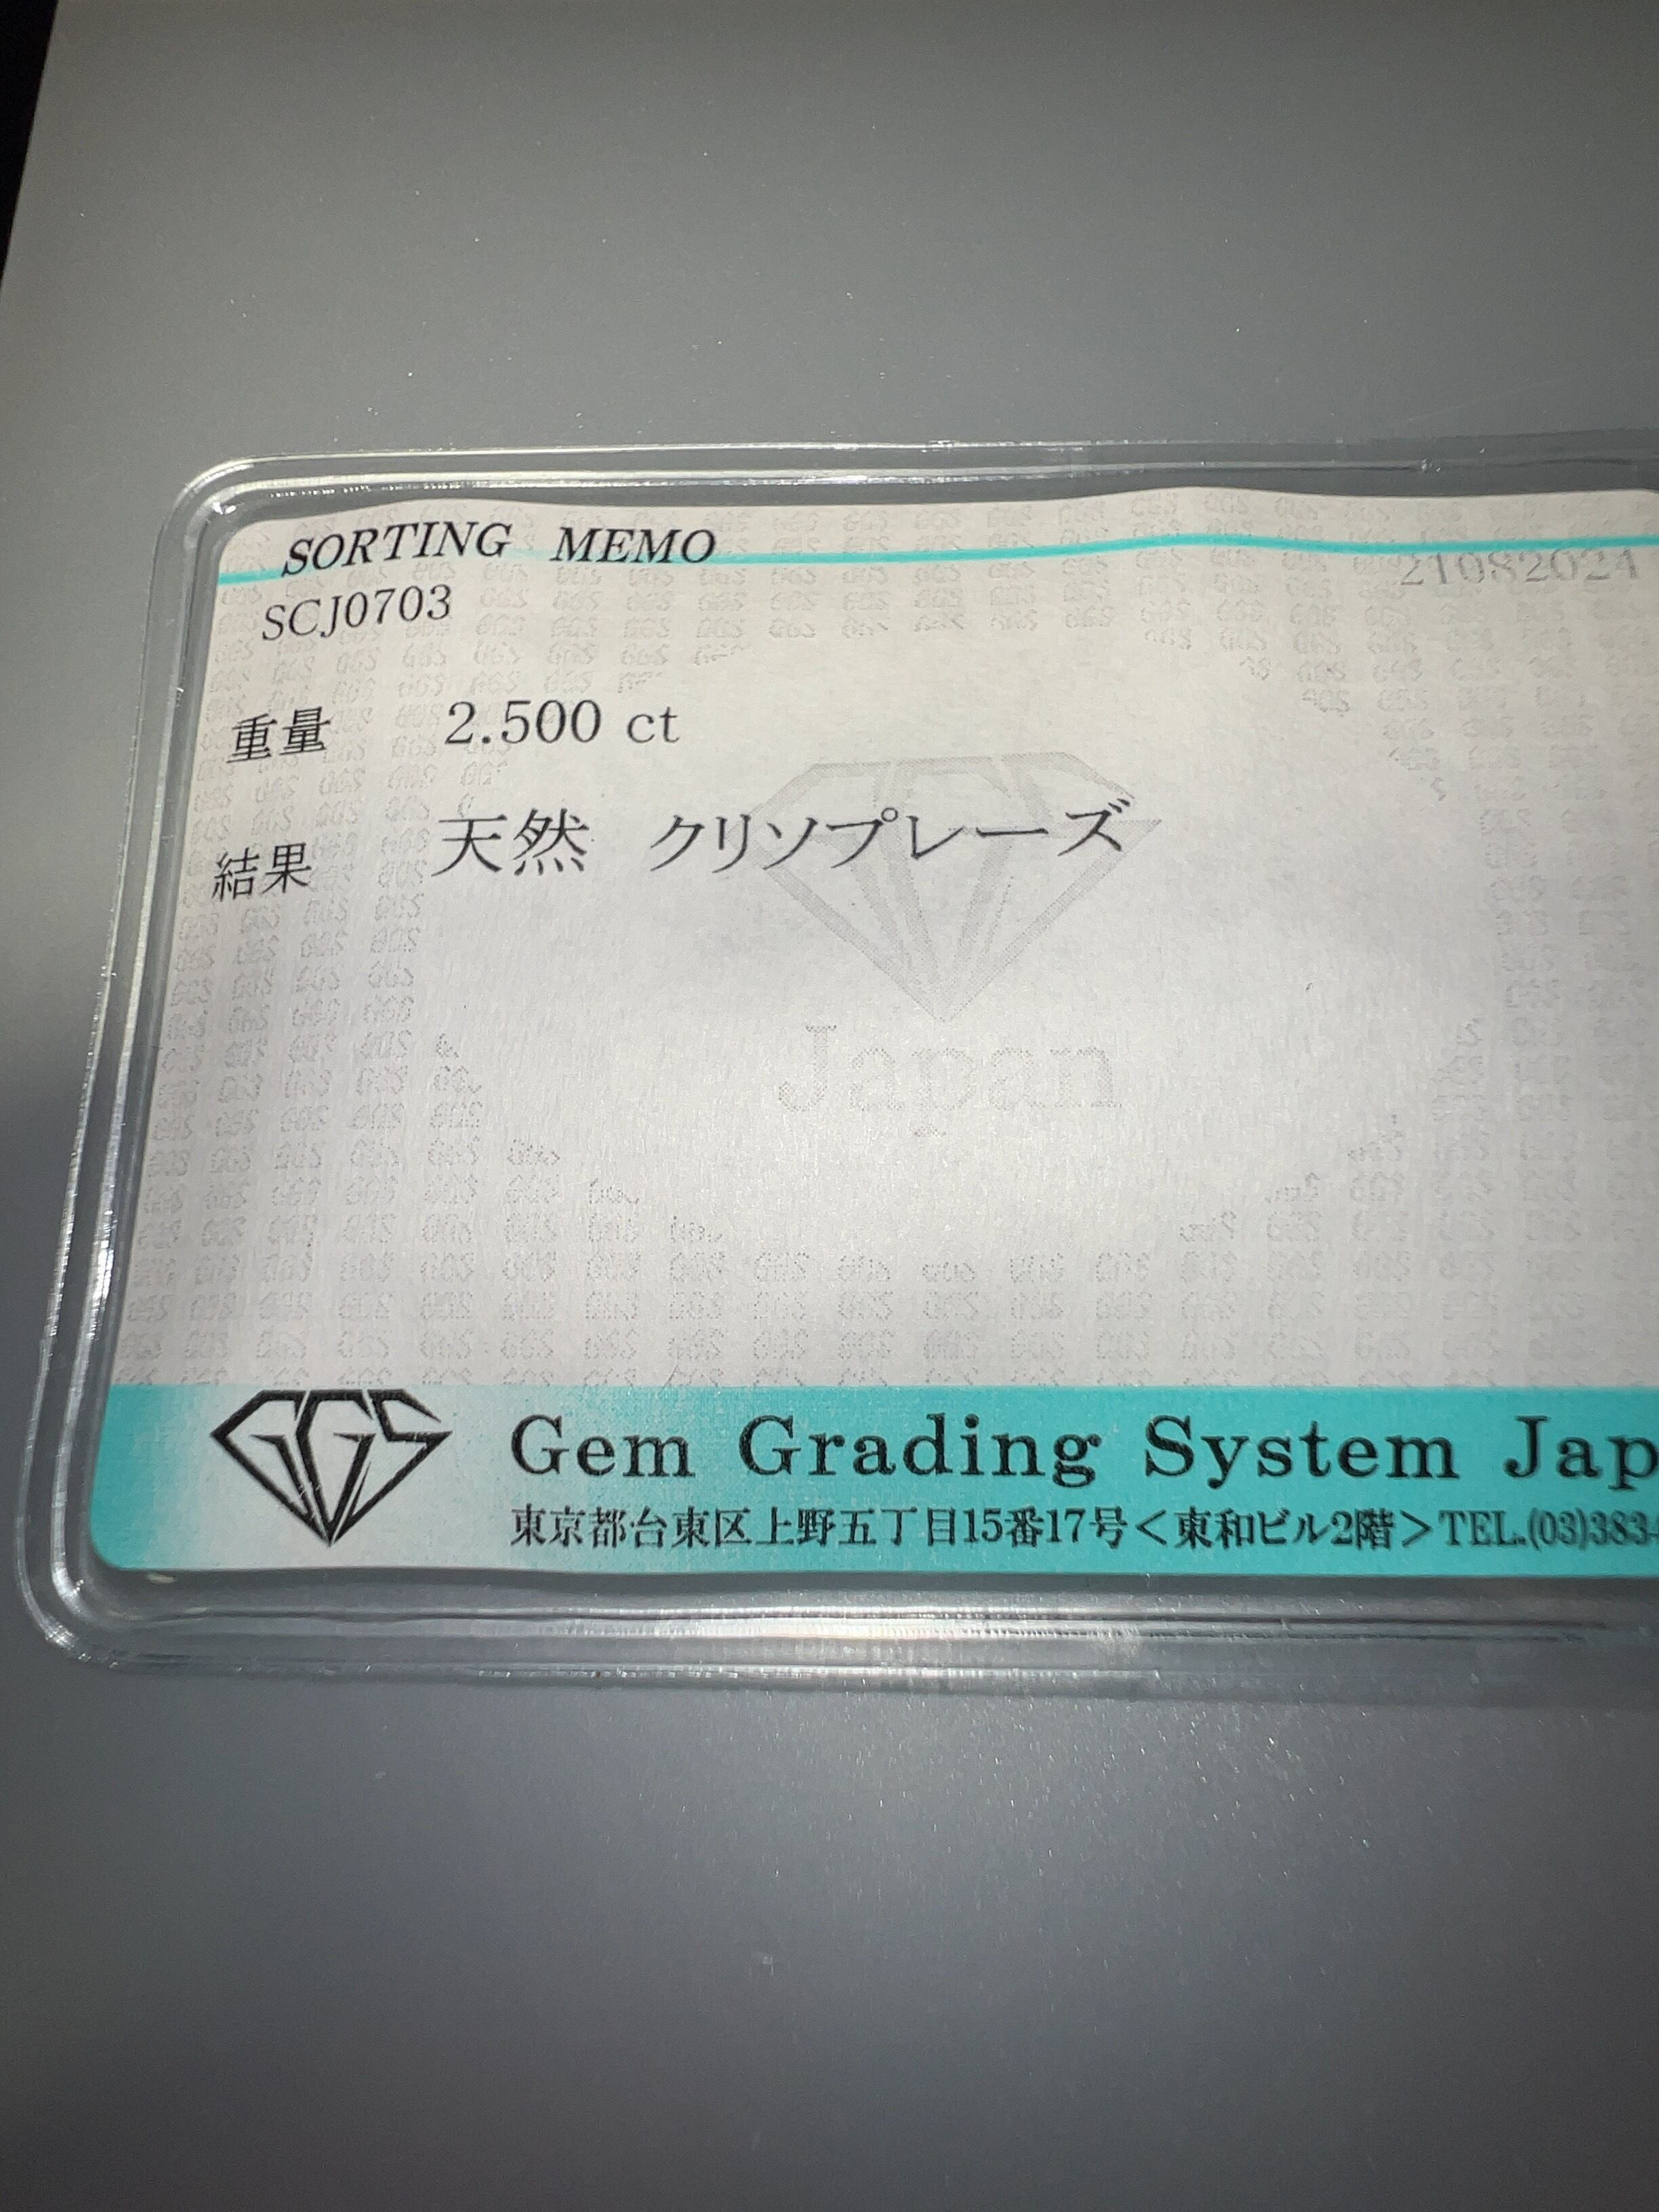 SORTING MEMO
21082024
SCJ0703
重量 2.500 ct
結果 天然 クリソプレーズ
Japan
GGS Gem Grading System Jap
東京都台東区上野五丁目15番17号<東和ビル2階>TEL.(03)383